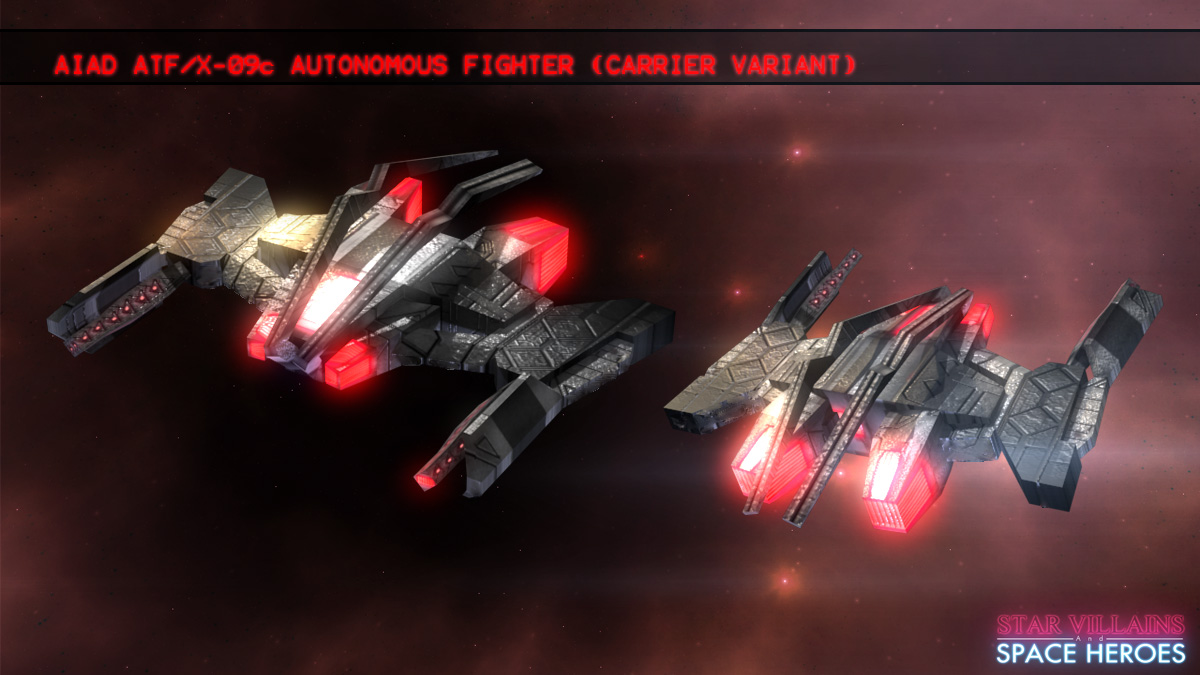 AIAD ATF/X-09c AUTONOMOUS FIGHTER (CARRIER VARIANT)
STAR VILLAINS
And
SPACE HEROES